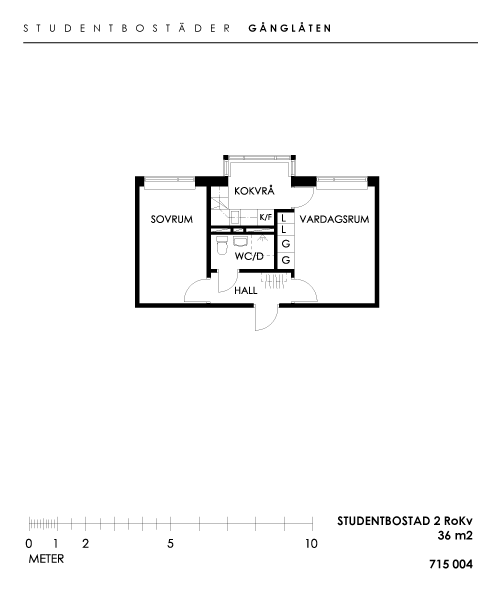 STUDENTBOSTÄDER GÅNGLÅTEN
KOKVRÅ
SOVRUM
K/F
L
VARDAGSRUM
L
G
WC/D
G
HALL
STUDENTBOSTAD 2 RoKv
36 m2
0 1 2 5 10
METER
715 004